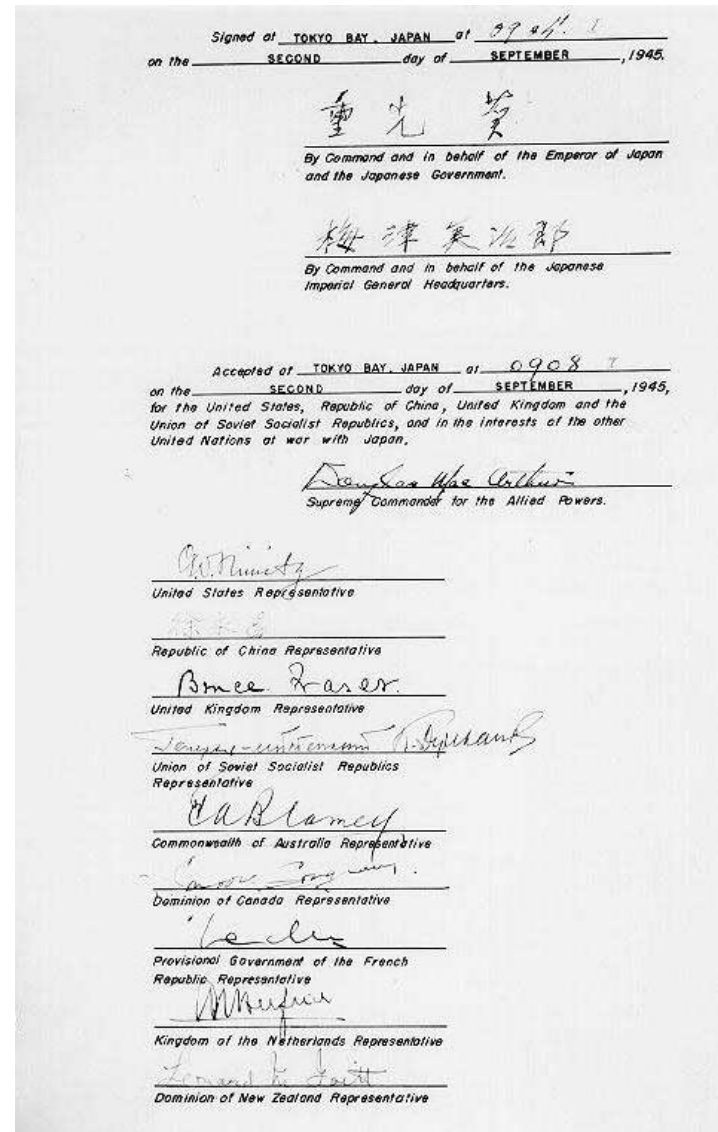 Signed at TOKYO BAY, JAPAN at 0904 I
on the SECOND day of SEPTEMBER, 1945.
重光葵
By Command and in behalf of the Emperor of Japan
and the Japanese Government.
梅津美治郎
By Command and in behalf of the Japanese
Imperial General Headquarters.
Accepted at TOKYO BAY, JAPAN at 0908 I
on the SECOND day of SEPTEMBER, 1945,
for the United States, Republic of China, United Kingdom and the
Union of Soviet Socialist Republics, and in the interests of the other
United Nations at war with Japan.
Douglas MacArthur
Supreme Commander for the Allied Powers.
C.W. Nimitz
United States Representative
徐永昌
Republic of China Representative
Bruce Fraser.
United Kingdom Representative
Union of Soviet Socialist Republics
Representative
T A Blamey
Commonwealth of Australia Representative
Dominion of Canada Representative
Leclerc
Provisional Government of the French
Republic Representative
Kingdom of the Netherlands Representative
Dominion of New Zealand Representative